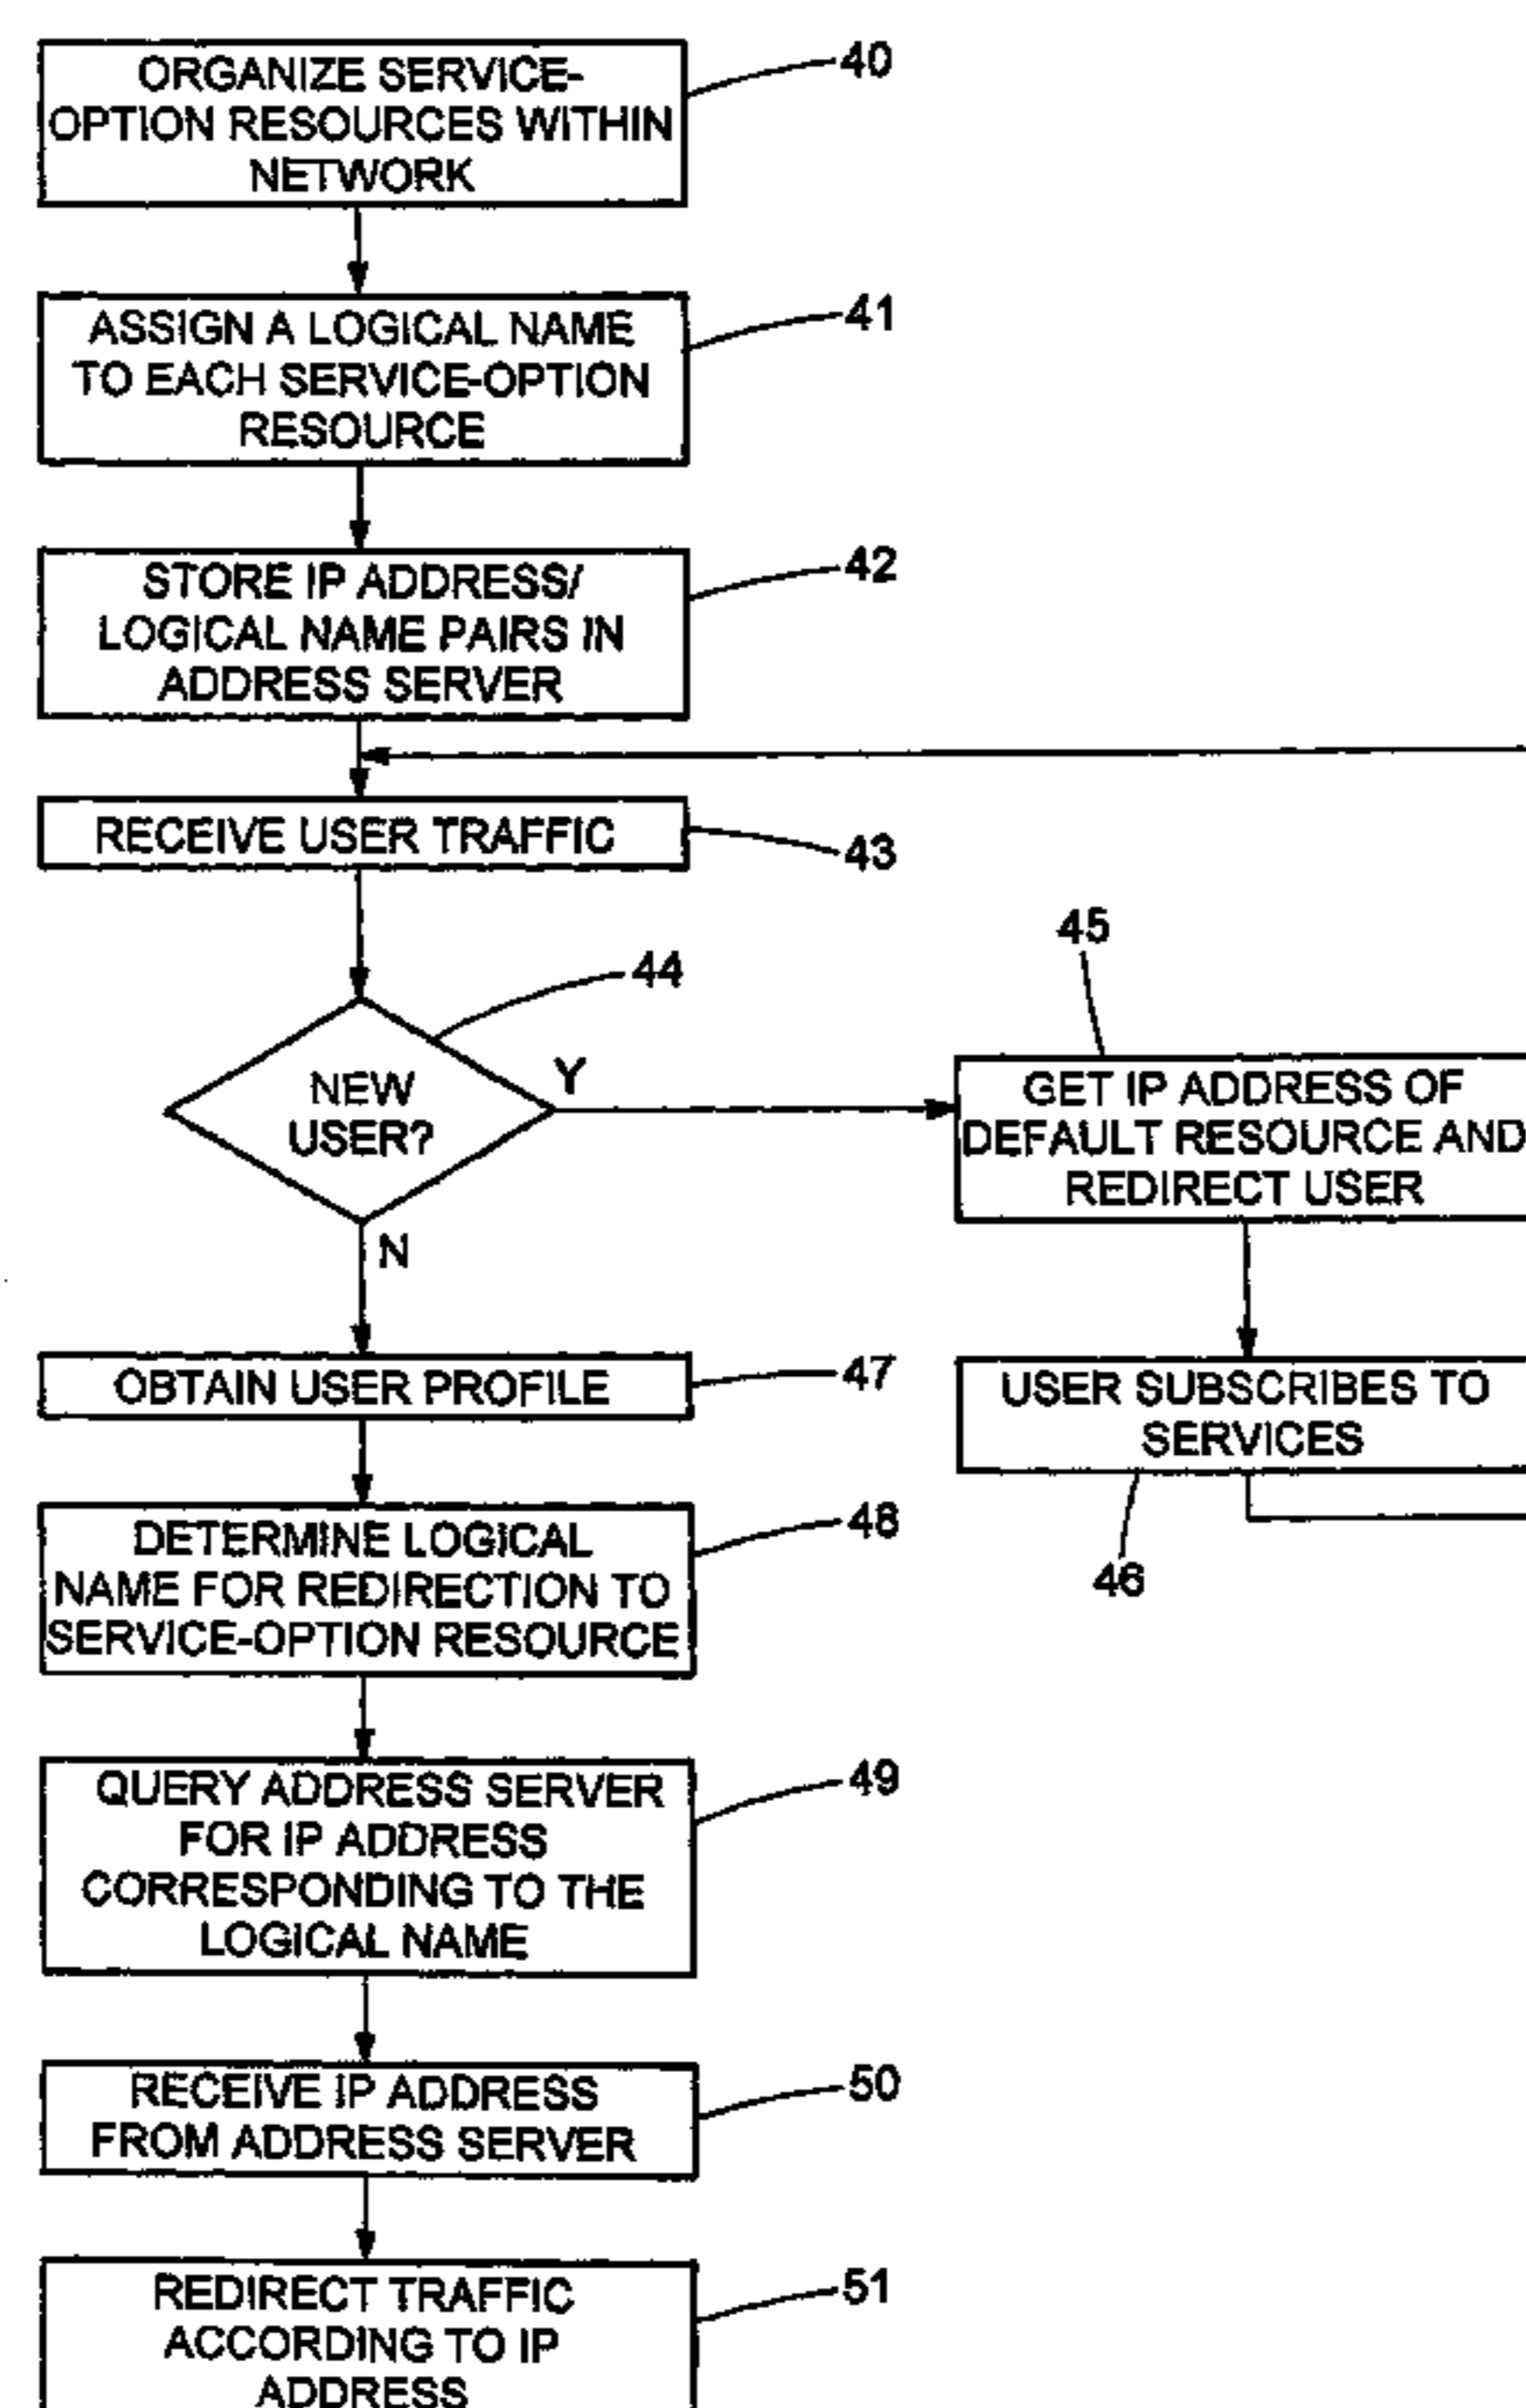 ORGANIZE SERVICE-
OPTION RESOURCES WITHIN
NETWORK
40
ASSIGN A LOGICAL NAME
TO EACH SERVICE-OPTION
RESOURCE
41
STORE IP ADDRESS/
LOGICAL NAME PAIRS IN
ADDRESS SERVER
42
RECEIVE USER TRAFFIC
43
NEW
USER?
44
Y
N
45
GET IP ADDRESS OF
DEFAULT RESOURCE AND
REDIRECT USER
USER SUBSCRIBES TO
SERVICES
46
OBTAIN USER PROFILE
47
DETERMINE LOGICAL
NAME FOR REDIRECTION TO
SERVICE-OPTION RESOURCE
48
QUERY ADDRESS SERVER
FOR IP ADDRESS
CORRESPONDING TO THE
LOGICAL NAME
49
RECEIVE IP ADDRESS
FROM ADDRESS SERVER
50
REDIRECT TRAFFIC
ACCORDING TO IP
ADDRESS
51